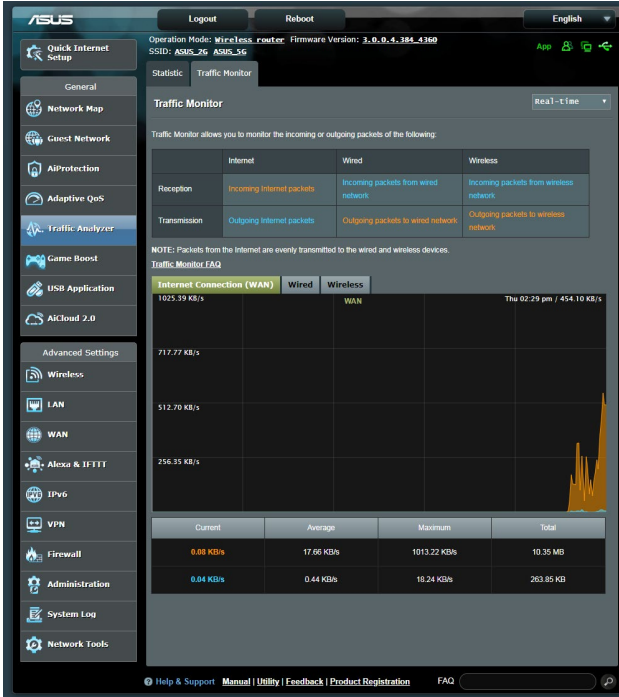 ASUS
Logout
Reboot
English
Quick Internet
Setup
Operation Mode: Wireless router Firmware Version: 3.0.0.4.384_4360
SSID: ASUS_2G ASUS_5G
App
General
Network Map
Guest Network
AiProtection
Adaptive QoS
Traffic Analyzer
Game Boost
USB Application
AiCloud 2.0
Advanced Settings
Wireless
LAN
WAN
Alexa & IFTTT
IPv6
VPN
Firewall
Administration
System Log
Network Tools
Statistic
Traffic Monitor
Traffic Monitor
Real-time
Traffic Monitor allows you to monitor the incoming or outgoing packets of the following:
Internet Wired Wireless
Reception
Incoming Internet packets
Incoming packets from wired
network
Incoming packets from wireless
network
Transmission
Outgoing Internet packets
Outgoing packets to wired network
Outgoing packets to wireless
network
NOTE: Packets from the Internet are evenly transmitted to the wired and wireless devices.
Traffic Monitor FAQ
Internet Connection (WAN) Wired Wireless
1025.39 KB/s
WAN
Thu 02:29 pm / 454.10 KB/s
717.77 KB/s
512.70 KB/s
256.35 KB/s
Current Average Maximum Total
0.08 KB/s 17.66 KB/s 1013.22 KB/s 10.35 MB
0.04 KB/s 0.44 KB/s 18.24 KB/s 263.85 KB
Help & Support Manual | Utility | Feedback | Product Registration FAQ